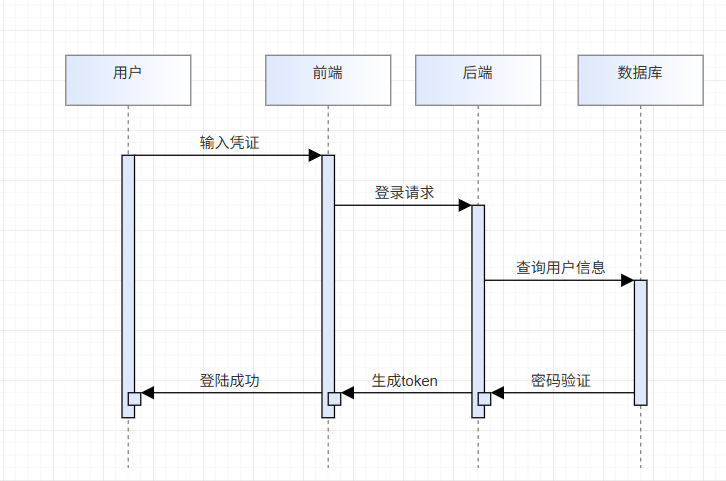 用户
前端
后端
数据库
输入凭证
登录请求
查询用户信息
登陆成功
生成token
密码验证